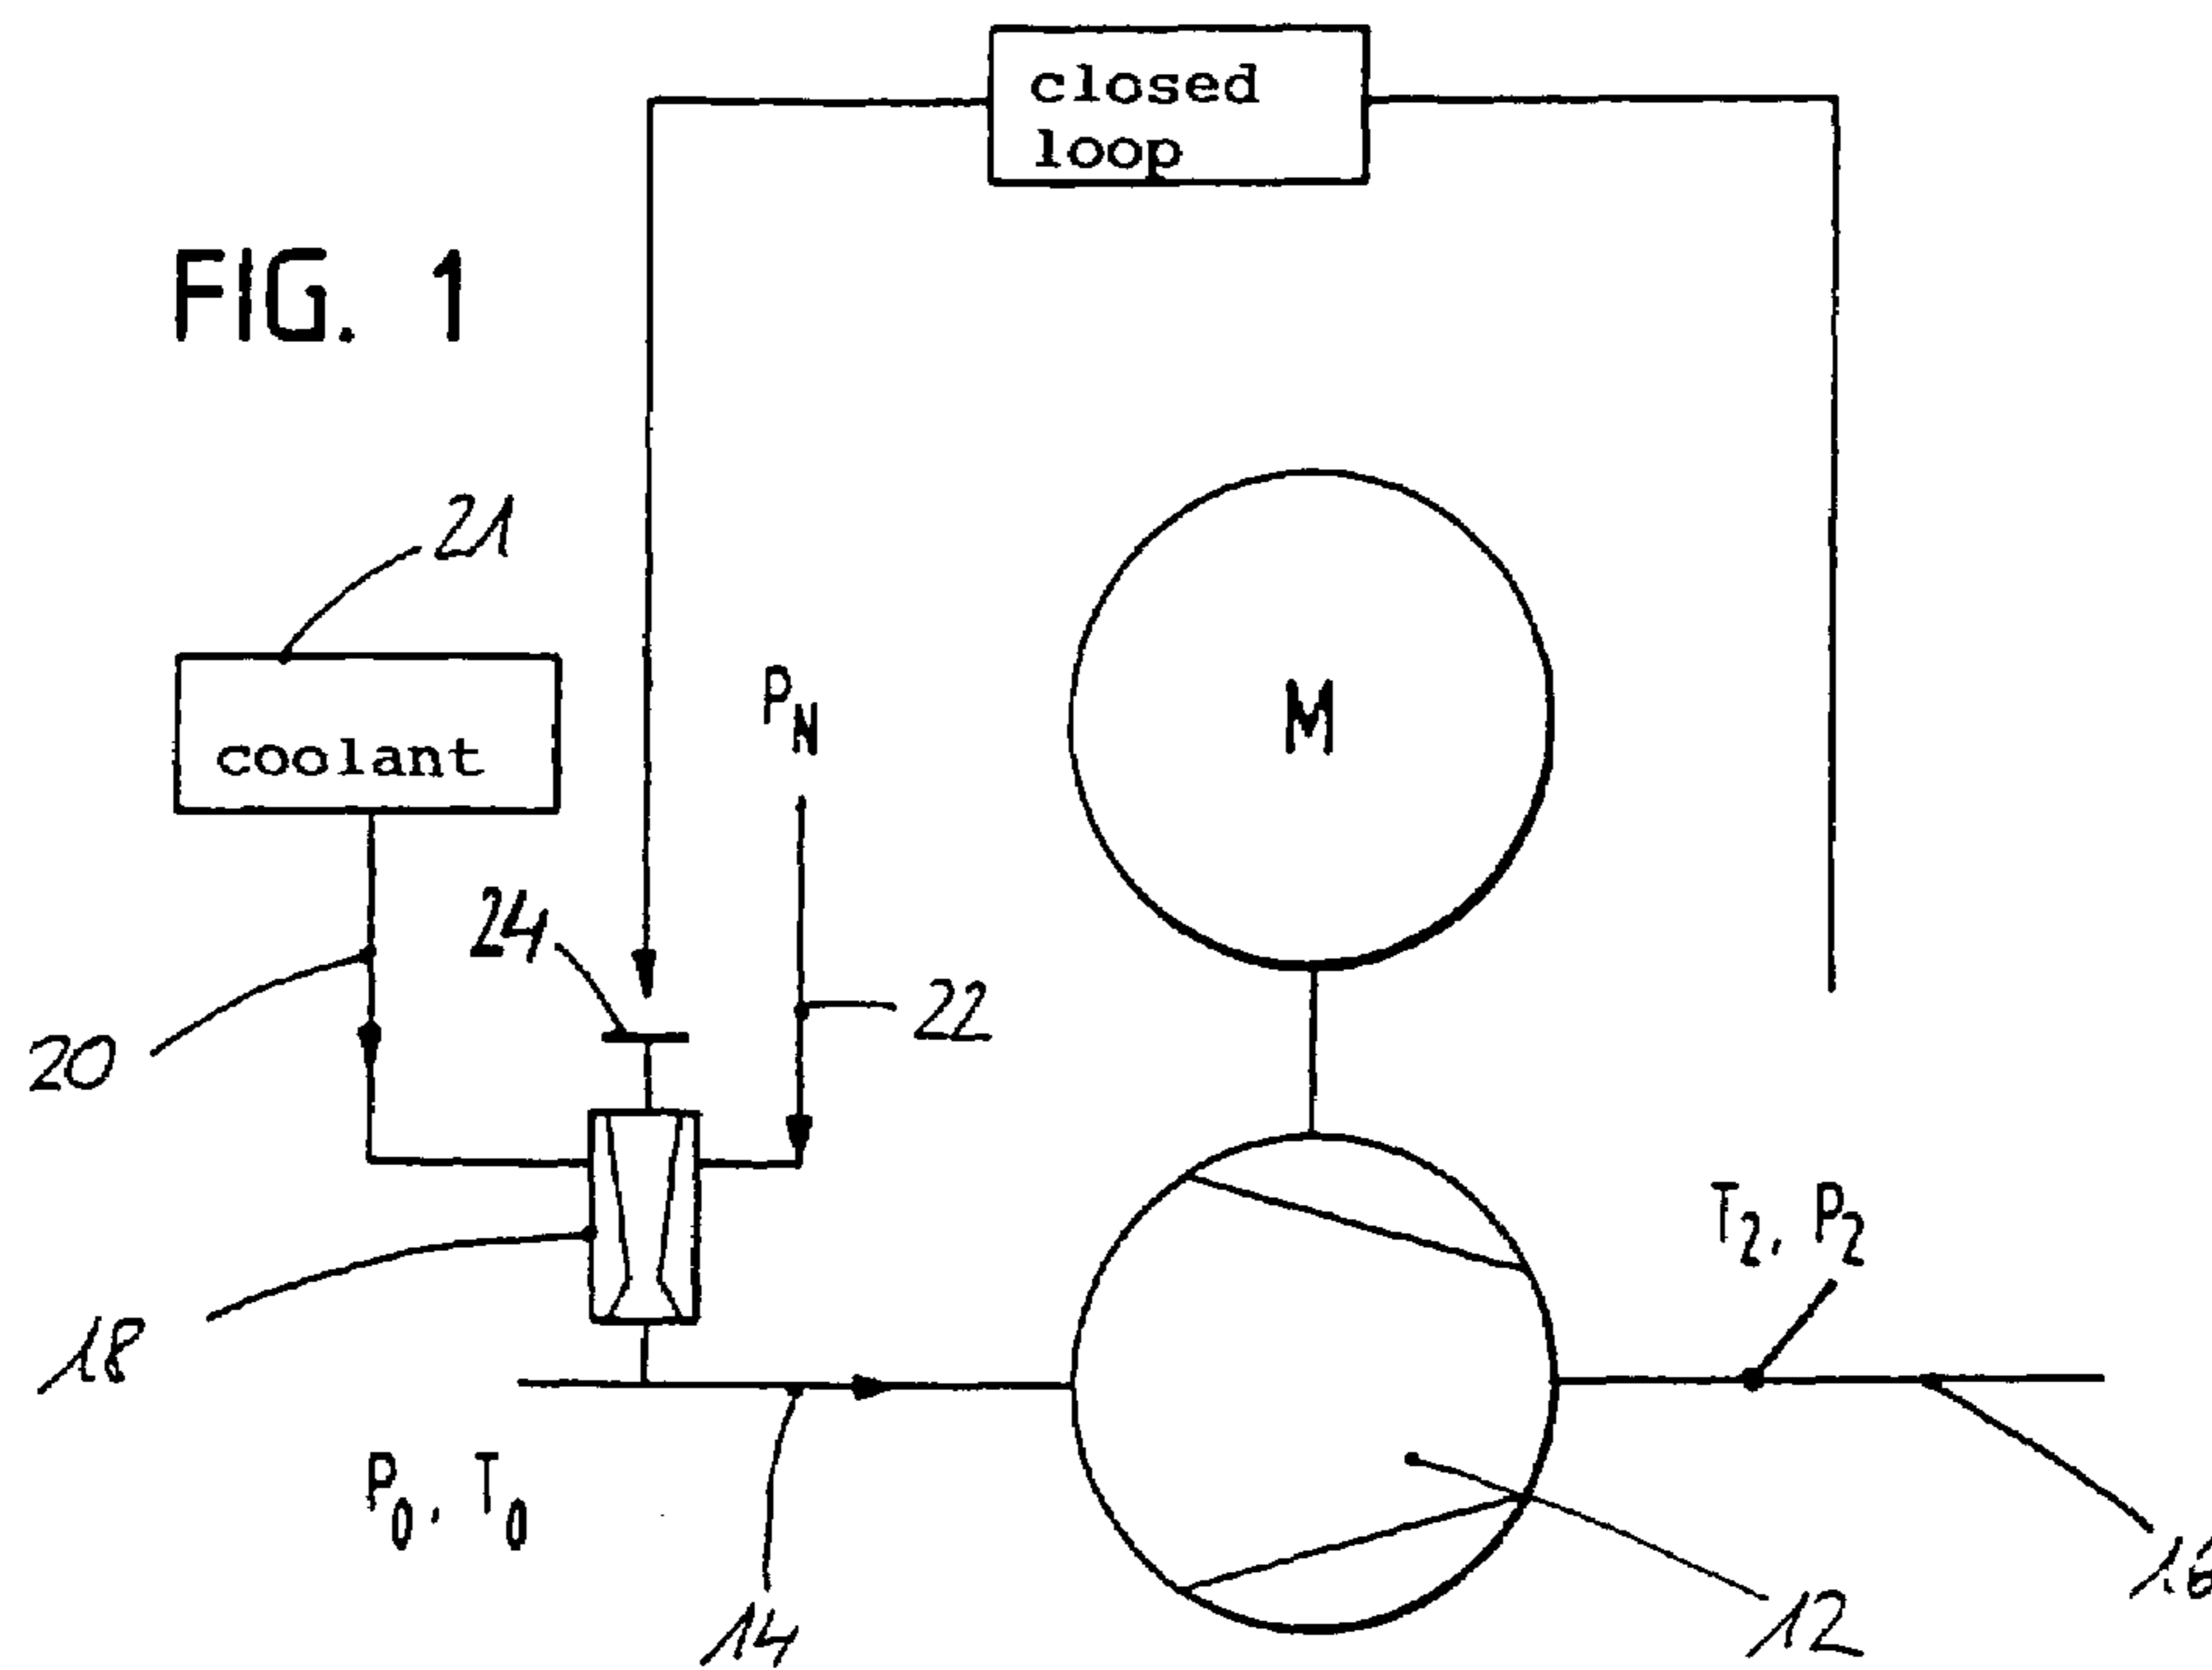 closed
loop
FIG. 1
21
P_N
M
coolant
24
22
20
T_2, P_2
18
P_0, T_0
16
14
12